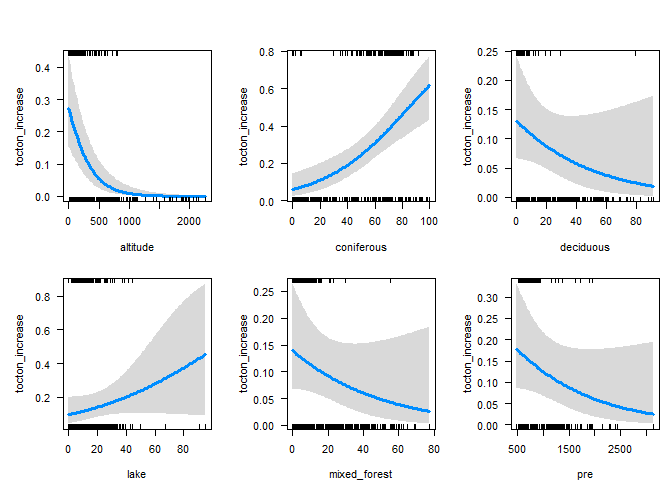 tocton_increase
0.4
0.3
0.2
0.1
0.0
0 500 1000 2000
altitude
tocton_increase
0.8
0.6
0.4
0.2
0.0
0 20 40 60 80 100
coniferous
tocton_increase
0.25
0.20
0.15
0.10
0.05
0.00
0 20 40 60 80
deciduous
tocton_increase
0.8
0.6
0.4
0.2
0 20 40 60 80
lake
tocton_increase
0.25
0.20
0.15
0.10
0.05
0.00
0 20 40 60 80
mixed_forest
tocton_increase
0.30
0.25
0.20
0.15
0.10
0.05
0.00
500 1500 2500
pre